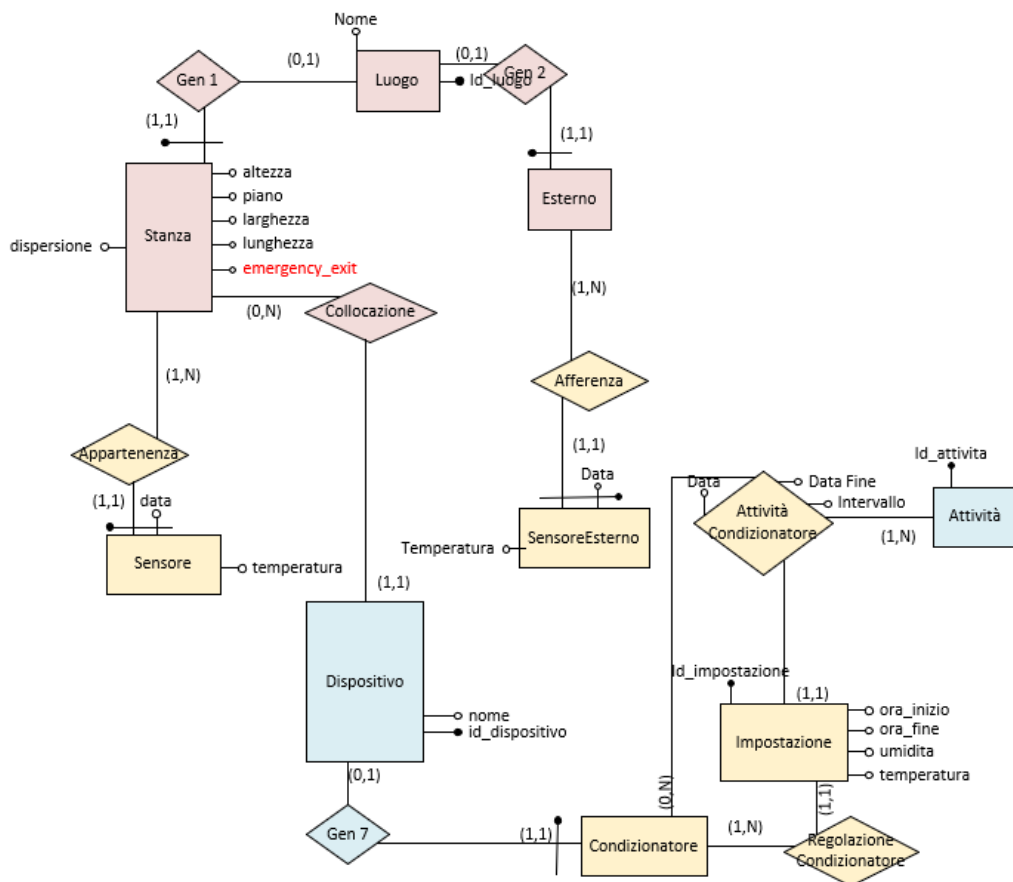 Nome
(0,1)
(0,1)
Gen 1
Luogo
Id_luogo
Gen 2
(1,1)
(1,1)
altezza
piano
larghezza
lunghezza
emergency_exit
Stanza
dispersione
Esterno
(0,N)
Collocazione
(1,N)
(1,N)
Afferenza
Appartenenza
(1,1)
data
Sensore
temperatura
(1,1)
Data
Temperatura
SensoreEsterno
Id_attivita
Data
Data Fine
Intervallo
Attività
Condizionatore
Attività
(1,N)
(1,1)
Dispositivo
nome
id_dispositivo
Id_impostazione
(1,1)
ora_inizio
ora_fine
umidita
temperatura
Impostazione
(0,1)
(0,N)
(1,1)
Gen 7
(1,1)
Condizionatore
(1,N)
Regolazione
Condizionatore